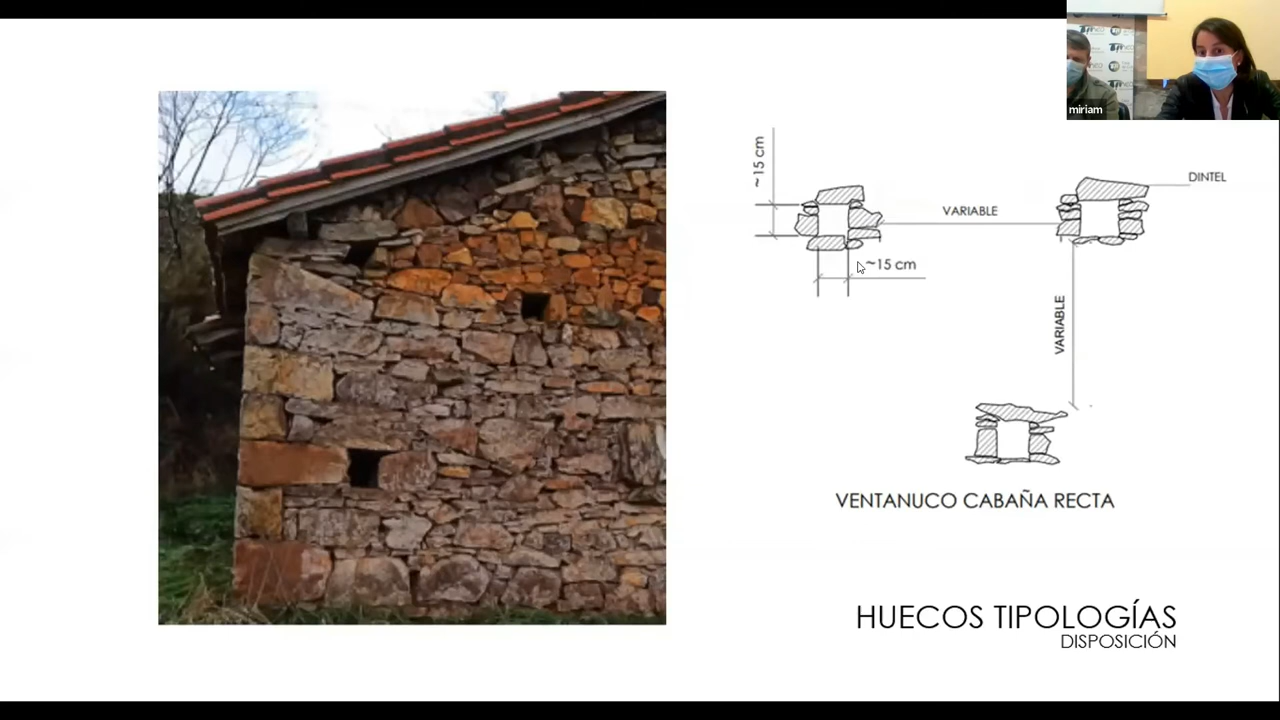 miriam
~15 cm
DINTEL
VARIABLE
~15 cm
VARIABLE
VENTANUCO CABAÑA RECTA
HUECOS TIPOLOGÍAS
DISPOSICIÓN